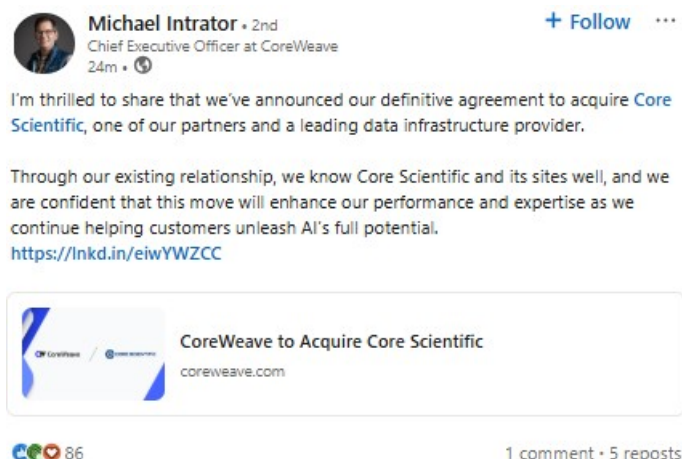 Michael Intrator • 2nd
+ Follow ...
Chief Executive Officer at CoreWeave
24m •
I'm thrilled to share that we've announced our definitive agreement to acquire Core
Scientific, one of our partners and a leading data infrastructure provider.
Through our existing relationship, we know Core Scientific and its sites well, and we
are confident that this move will enhance our performance and expertise as we
continue helping customers unleash AI's full potential.
https://lnkd.in/eiwYWZCC
CoreWeave / CORE SCIENTIFIC
CoreWeave to Acquire Core Scientific
coreweave.com
86
1 comment • 5 reposts